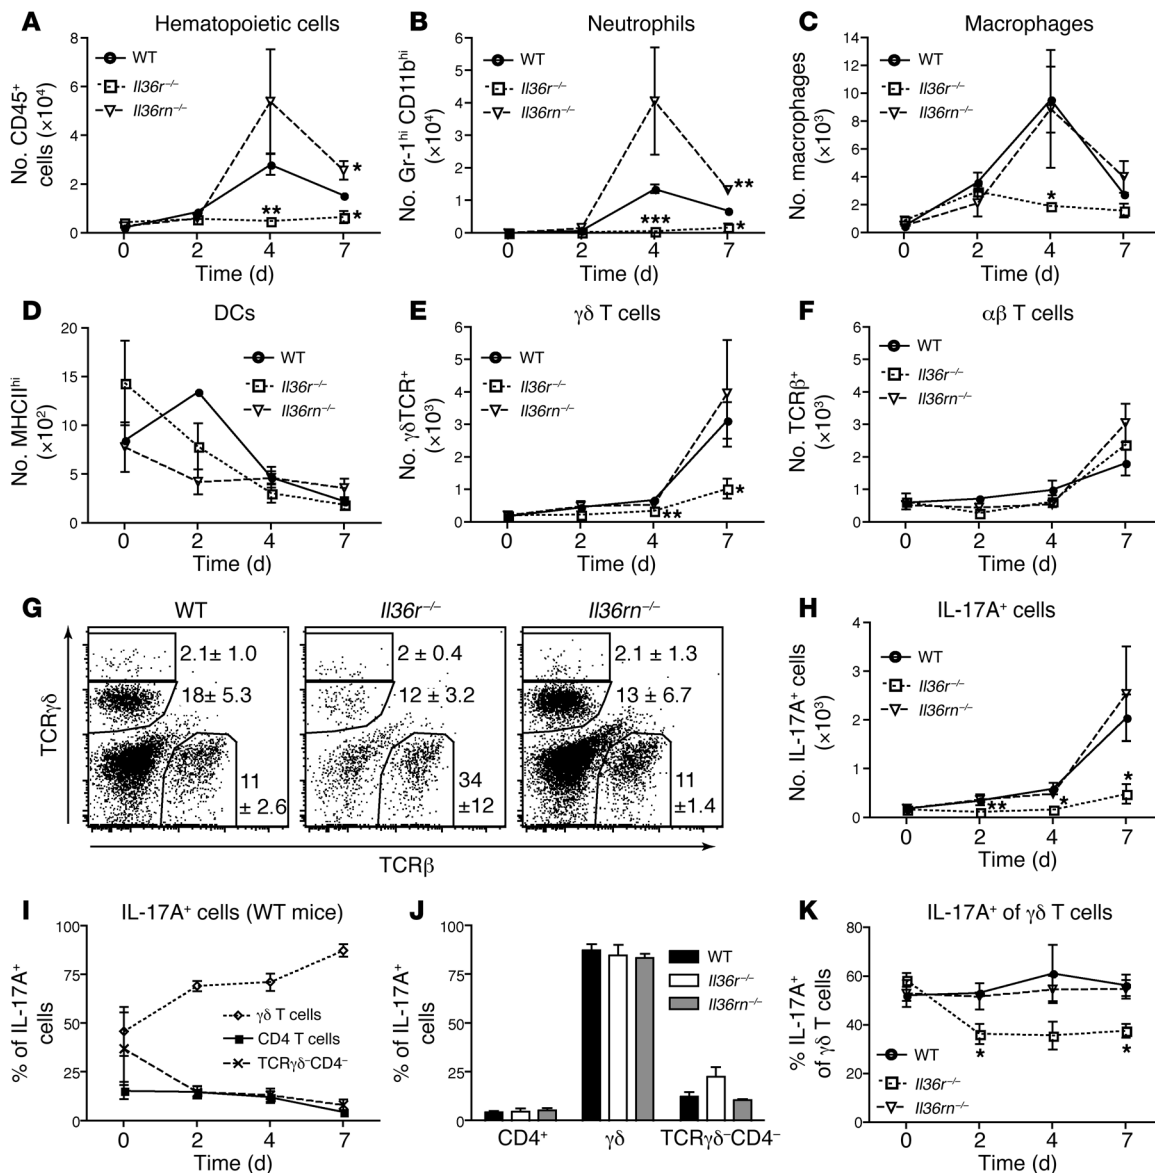 A Hematopoietic cells
No. CD45⁺
cells (×10⁴)
8
6
4
2
0
WT
Il36r⁻/⁻
Il36rn⁻/⁻
**
*
*
0 2 4 7
Time (d)
B Neutrophils
No. Gr-1ʰⁱ CD11bʰⁱ
(×10⁴)
6
5
4
3
2
1
0
WT
Il36r⁻/⁻
Il36rn⁻/⁻
***
**
*
0 2 4 7
Time (d)
C Macrophages
No. macrophages
(×10³)
14
12
10
8
6
4
2
0
WT
Il36r⁻/⁻
Il36rn⁻/⁻
*
0 2 4 7
Time (d)
D DCs
No. MHCIIʰⁱ
(×10²)
20
15
10
5
0
WT
Il36r⁻/⁻
Il36rn⁻/⁻
0 2 4 7
Time (d)
E γδ T cells
No. γδTCR⁺
(×10³)
6
5
4
3
2
1
0
WT
Il36r⁻/⁻
Il36rn⁻/⁻
**
*
0 2 4 7
Time (d)
F αβ T cells
No. TCRβ⁺
(×10³)
6
5
4
3
2
1
0
WT
Il36r⁻/⁻
Il36rn⁻/⁻
0 2 4 7
Time (d)
G WT Il36r⁻/⁻ Il36rn⁻/⁻
TCRγδ
2.1± 1.0
18± 5.3
11
± 2.6
2 ± 0.4
12 ± 3.2
34
±12
2.1 ± 1.3
13 ± 6.7
11
±1.4
TCRβ
H IL-17A⁺ cells
No. IL-17A⁺ cells
(×10³)
4
3
2
1
0
WT
Il36r⁻/⁻
Il36rn⁻/⁻
**
*
*
0 2 4 7
Time (d)
I IL-17A⁺ cells (WT mice)
% of IL-17A⁺
cells
100
75
50
25
0
γδ T cells
CD4 T cells
TCRγδ⁻CD4⁻
0 2 4 7
Time (d)
J
% of IL-17A⁺
cells
100
75
50
25
0
WT
Il36r⁻/⁻
Il36rn⁻/⁻
CD4⁺ γδ TCRγδ⁻CD4⁻
K IL-17A⁺ of γδ T cells
% IL-17A⁺
of γδ T cells
80
60
40
20
0
*
*
WT
Il36r⁻/⁻
Il36rn⁻/⁻
0 2 4 7
Time (d)